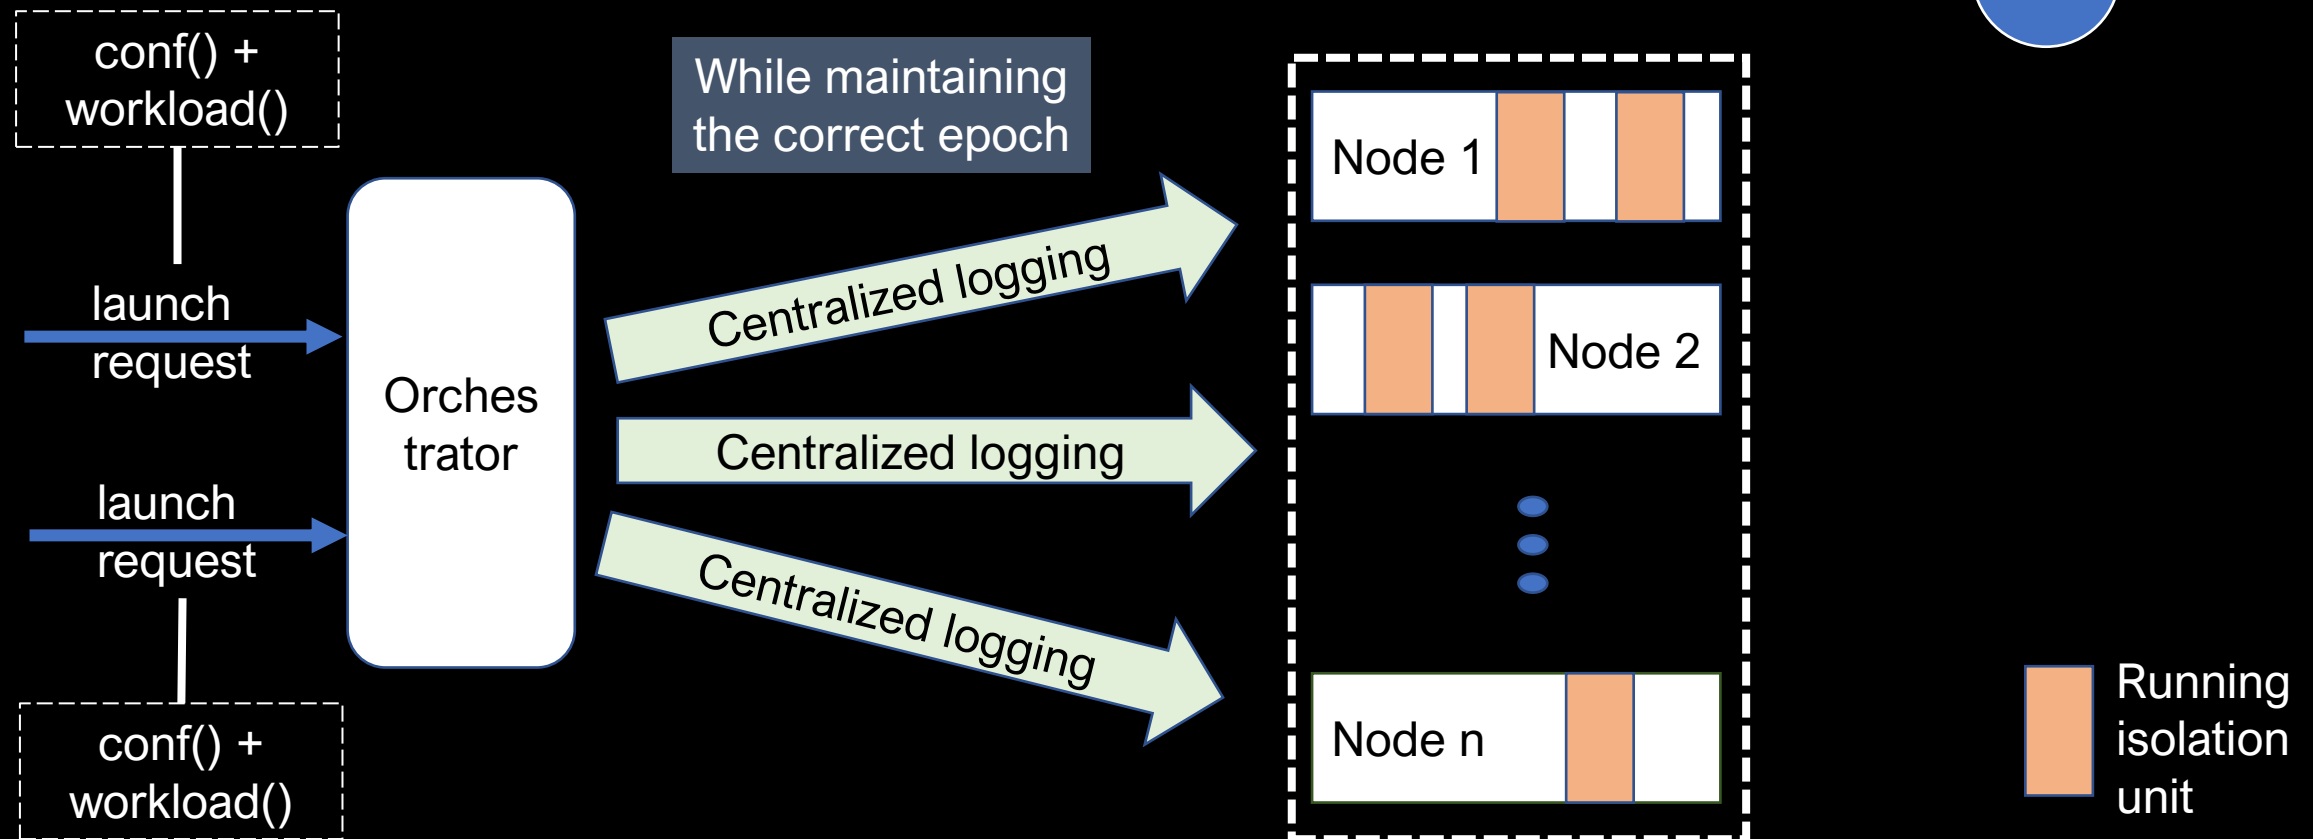 conf() +
workload()
launch
request
Orches
trator
launch
request
conf() +
workload()
While maintaining
the correct epoch
Centralized logging
Centralized logging
Centralized logging
Node 1
Node 2
Node n
Running
isolation
unit